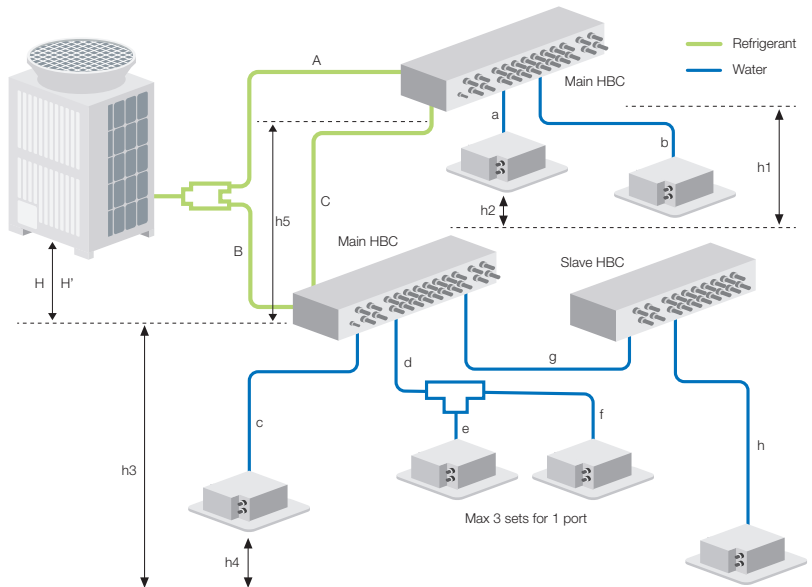 Refrigerant
Water
A
Main HBC
a
b
h1
h2
C
h5
B
Main HBC
Slave HBC
H
H’
g
d
c
f
e
h3
h
Max 3 sets for 1 port
h4